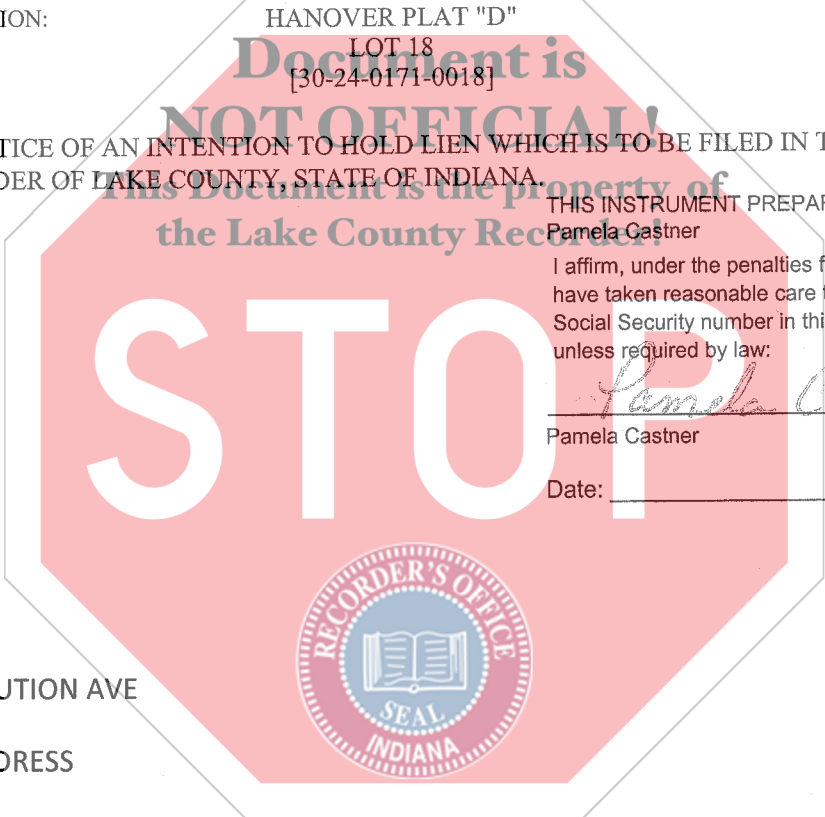 ION:
HANOVER PLAT "D"
LOT 18
[30-24-0171-0018]
Document is
NOT OFFICIAL!
This Document is the property of
the Lake County Recorder!
TICE OF AN INTENTION TO HOLD LIEN WHICH IS TO BE FILED IN T
DER OF LAKE COUNTY, STATE OF INDIANA.
THIS INSTRUMENT PREPAR
Pamela Castner
I affirm, under the penalties f
have taken reasonable care t
Social Security number in thi
unless required by law:
Pamela C
Pamela Castner
Date:
STOP
RECORDER'S OFFICE
SEAL
INDIANA
UTION AVE
DRESS